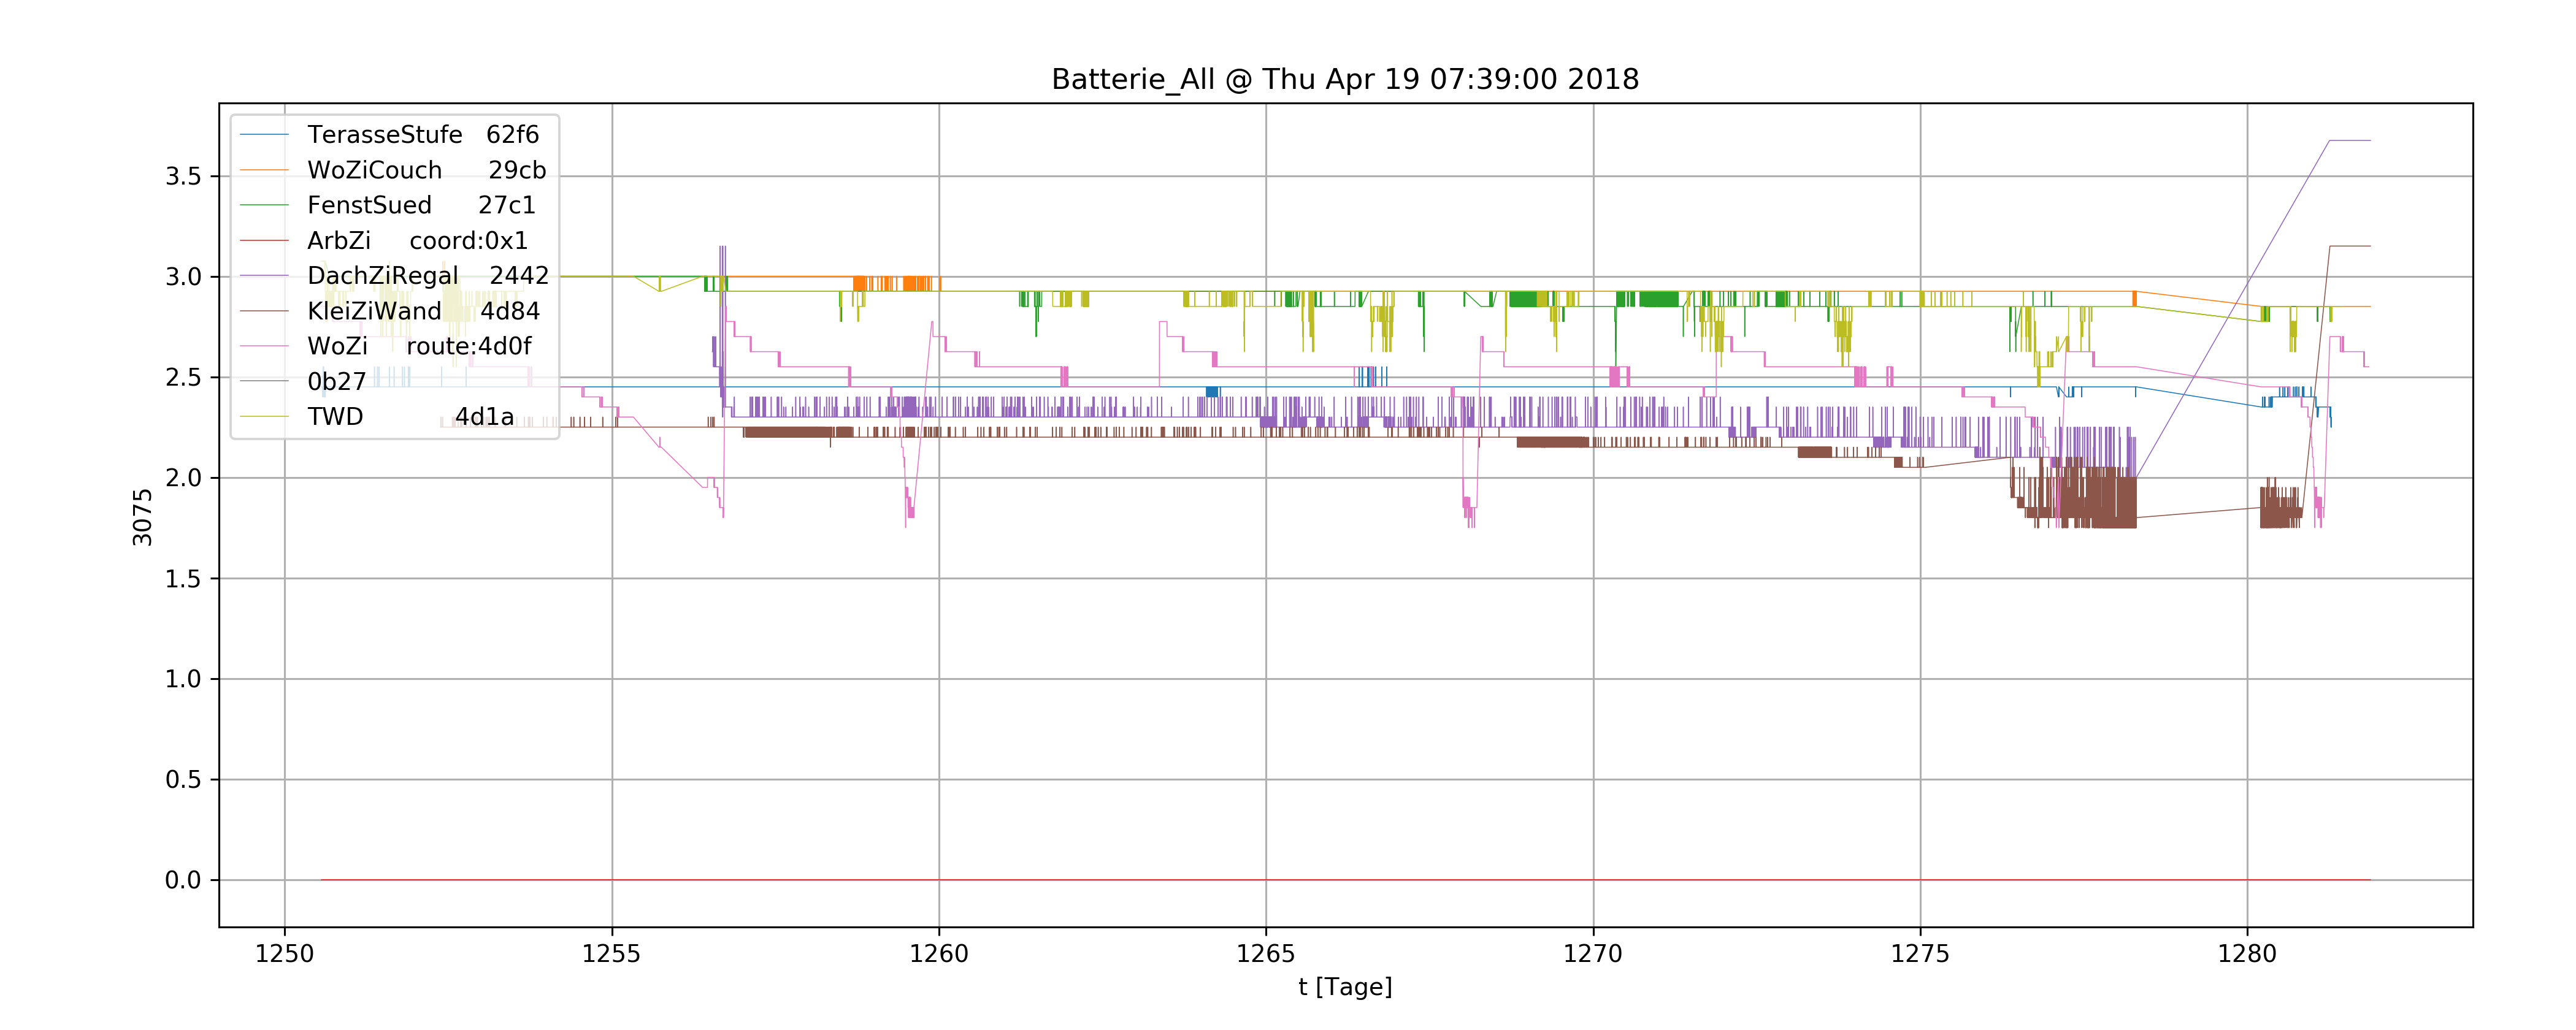 Batterie_All @ Thu Apr 19 07:39:00 2018
TerasseStufe 62f6
WoZiCouch 29cb
FenstSued 27c1
ArbZi coord:0x1
DachZiRegal 2442
KleiZiWand 4d84
WoZi route:4d0f
0b27
TWD 4d1a
3.5
3.0
2.5
2.0
1.5
1.0
0.5
0.0
3075
1250 1255 1260 1265 1270 1275 1280
t [Tage]